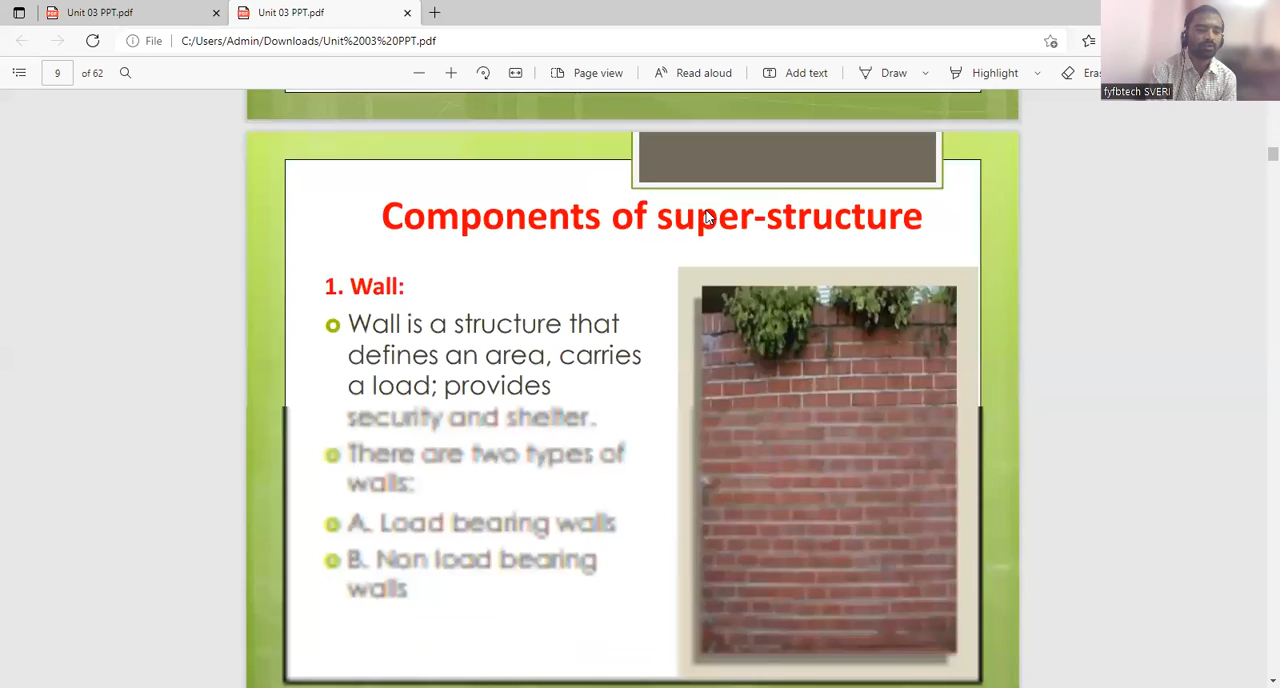 Unit 03 PPT.pdf
Unit 03 PPT.pdf
File
C:/Users/Admin/Downloads/Unit%2003%20PPT.pdf
9 of 62
Page view
Read aloud
Add text
Draw
Highlight
Eras
fyfbtech SVERI
Components of super-structure
1. Wall:
Wall is a structure that
defines an area, carries
a load; provides
security and shelter.
There are two types of
walls:
A. Load bearing walls
B. Non load bearing
walls